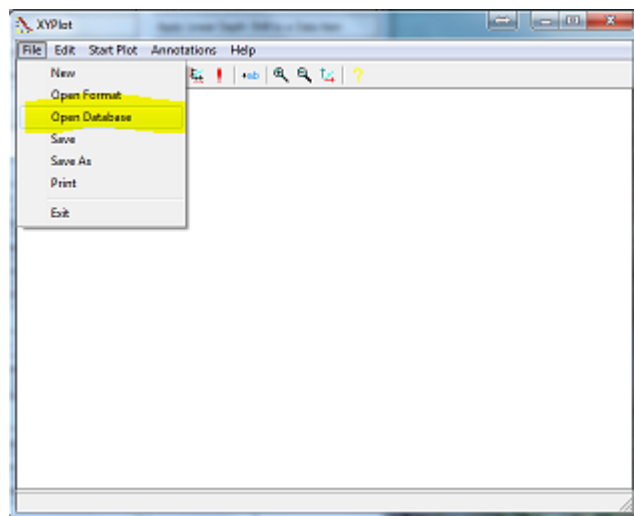 XYPlot
File Edit Start Plot Annotations Help
New
Open Format
Open Database
Save
Save As
Print
Exit